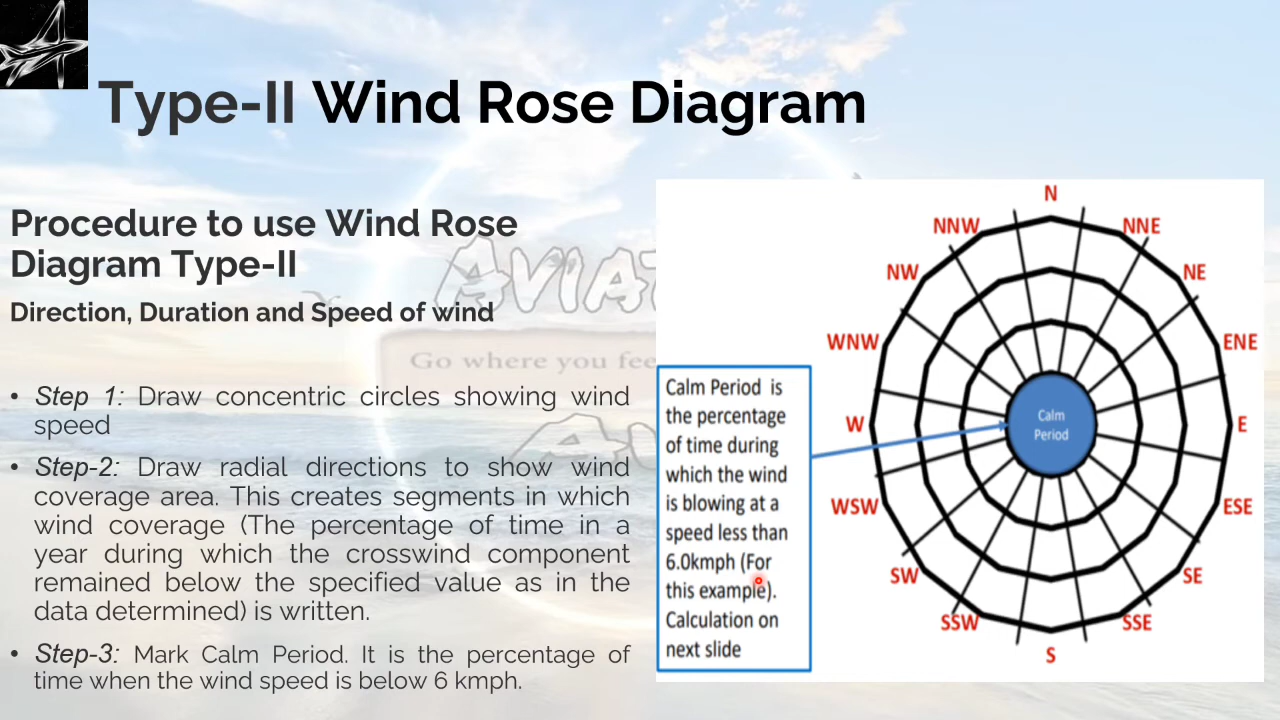 Type-II Wind Rose Diagram
Procedure to use Wind Rose
Diagram Type-II
Direction, Duration and Speed of wind
• Step 1: Draw concentric circles showing wind
speed
• Step-2: Draw radial directions to show wind
coverage area. This creates segments in which
wind coverage (The percentage of time in a
year during which the crosswind component
remained below the specified value as in the
data determined) is written.
• Step-3: Mark Calm Period. It is the percentage of
time when the wind speed is below 6 kmph.
Go where you fee
Calm Period is
the percentage
of time during
which the wind
is blowing at a
speed less than
6.0kmph (For
this example).
Calculation on
next slide
N
NNW
NNE
NW
NE
WNW
ENE
W
Calm
Period
E
WSW
ESE
SW
SE
SSW
SSE
S